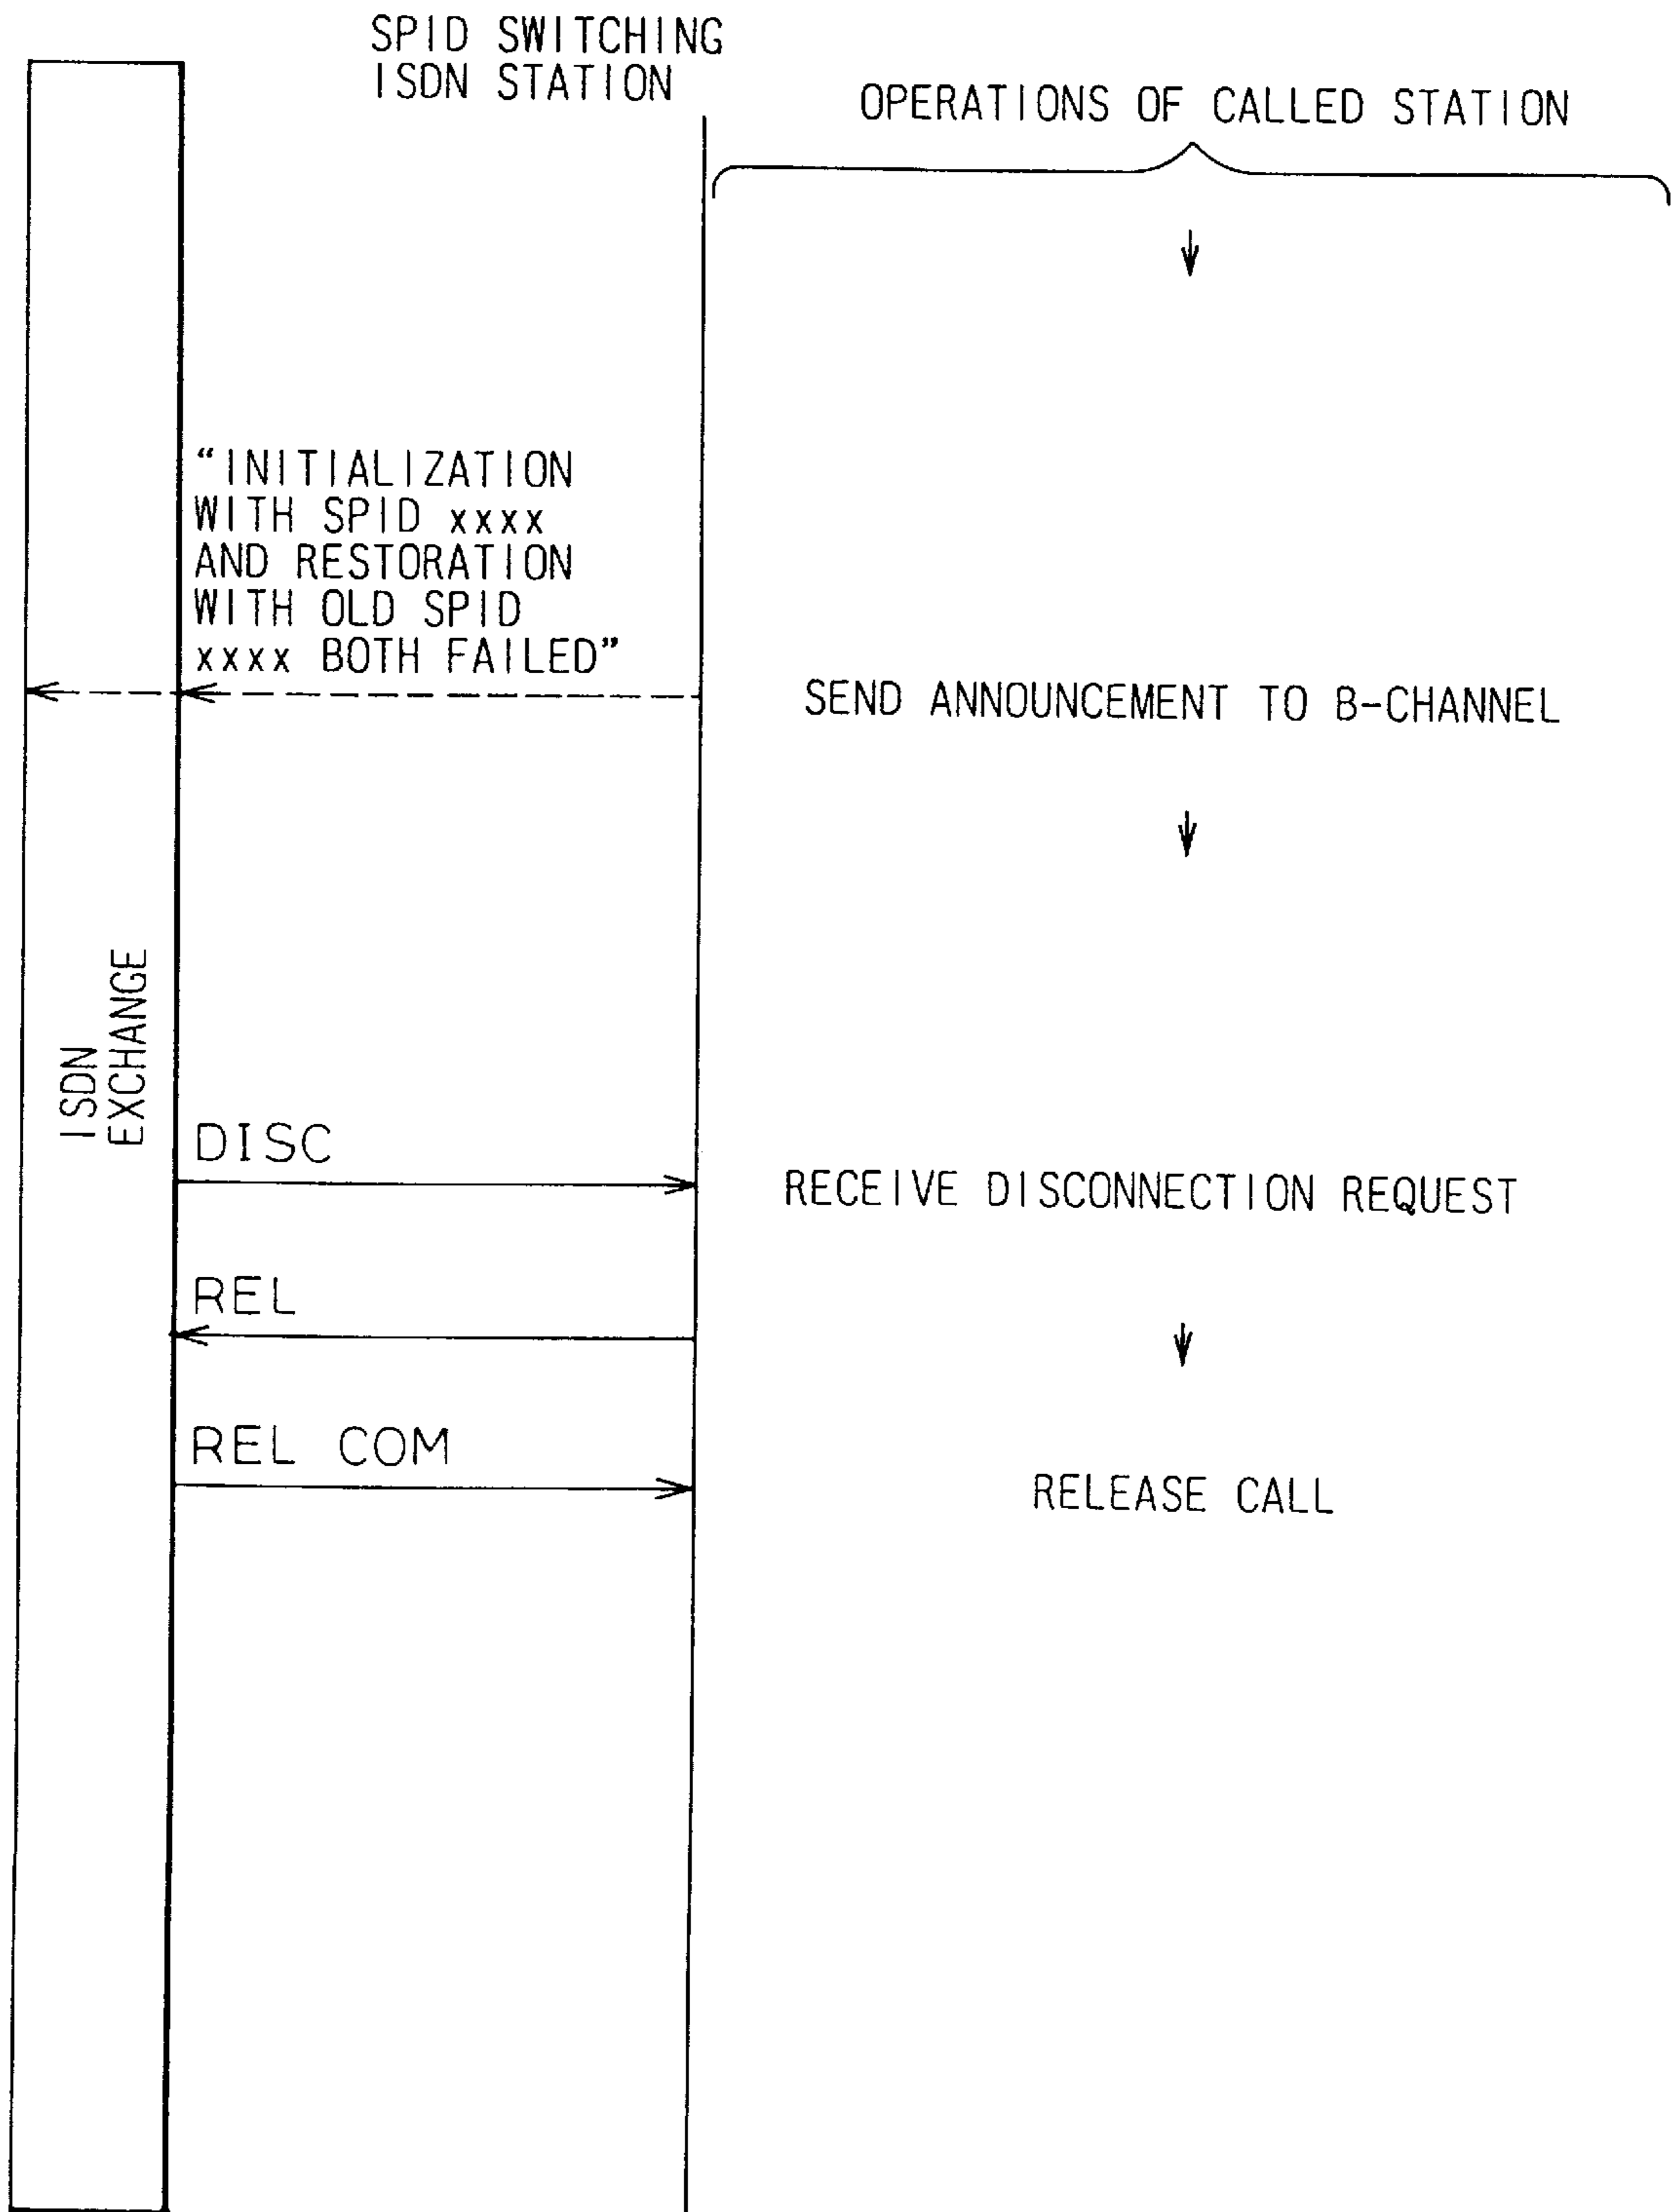 SPID SWITCHING
ISDN STATION
OPERATIONS OF CALLED STATION
“INITIALIZATION
WITH SPID xxxx
AND RESTORATION
WITH OLD SPID
xxxx BOTH FAILED”
SEND ANNOUNCEMENT TO B-CHANNEL
ISDN
EXCHANGE
DISC
RECEIVE DISCONNECTION REQUEST
REL
REL COM
RELEASE CALL